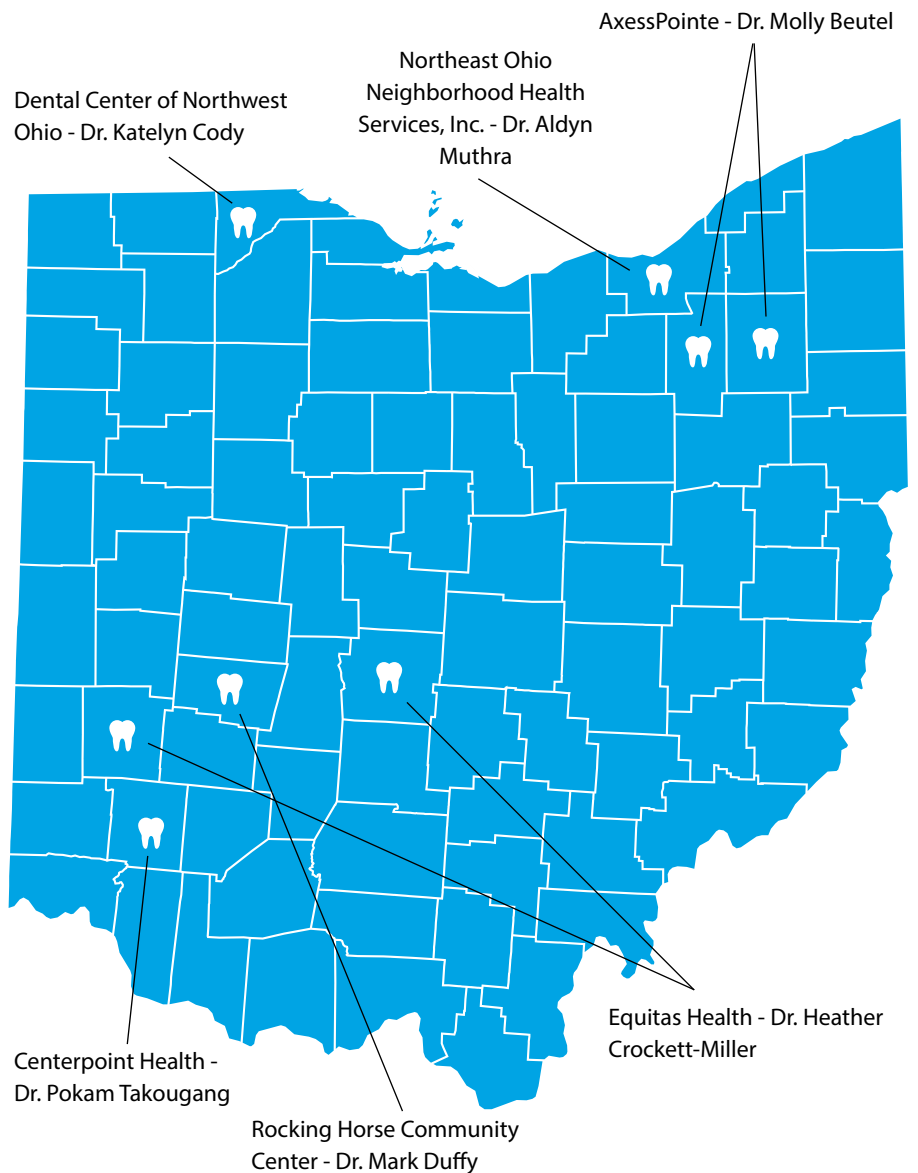 AxessPointe - Dr. Molly Beutel
Northeast Ohio
Neighborhood Health
Services, Inc. - Dr. Aldyn
Muthra
Dental Center of Northwest
Ohio - Dr. Katelyn Cody
Equitas Health - Dr. Heather
Crockett-Miller
Centerpoint Health -
Dr. Pokam Takougang
Rocking Horse Community
Center - Dr. Mark Duffy